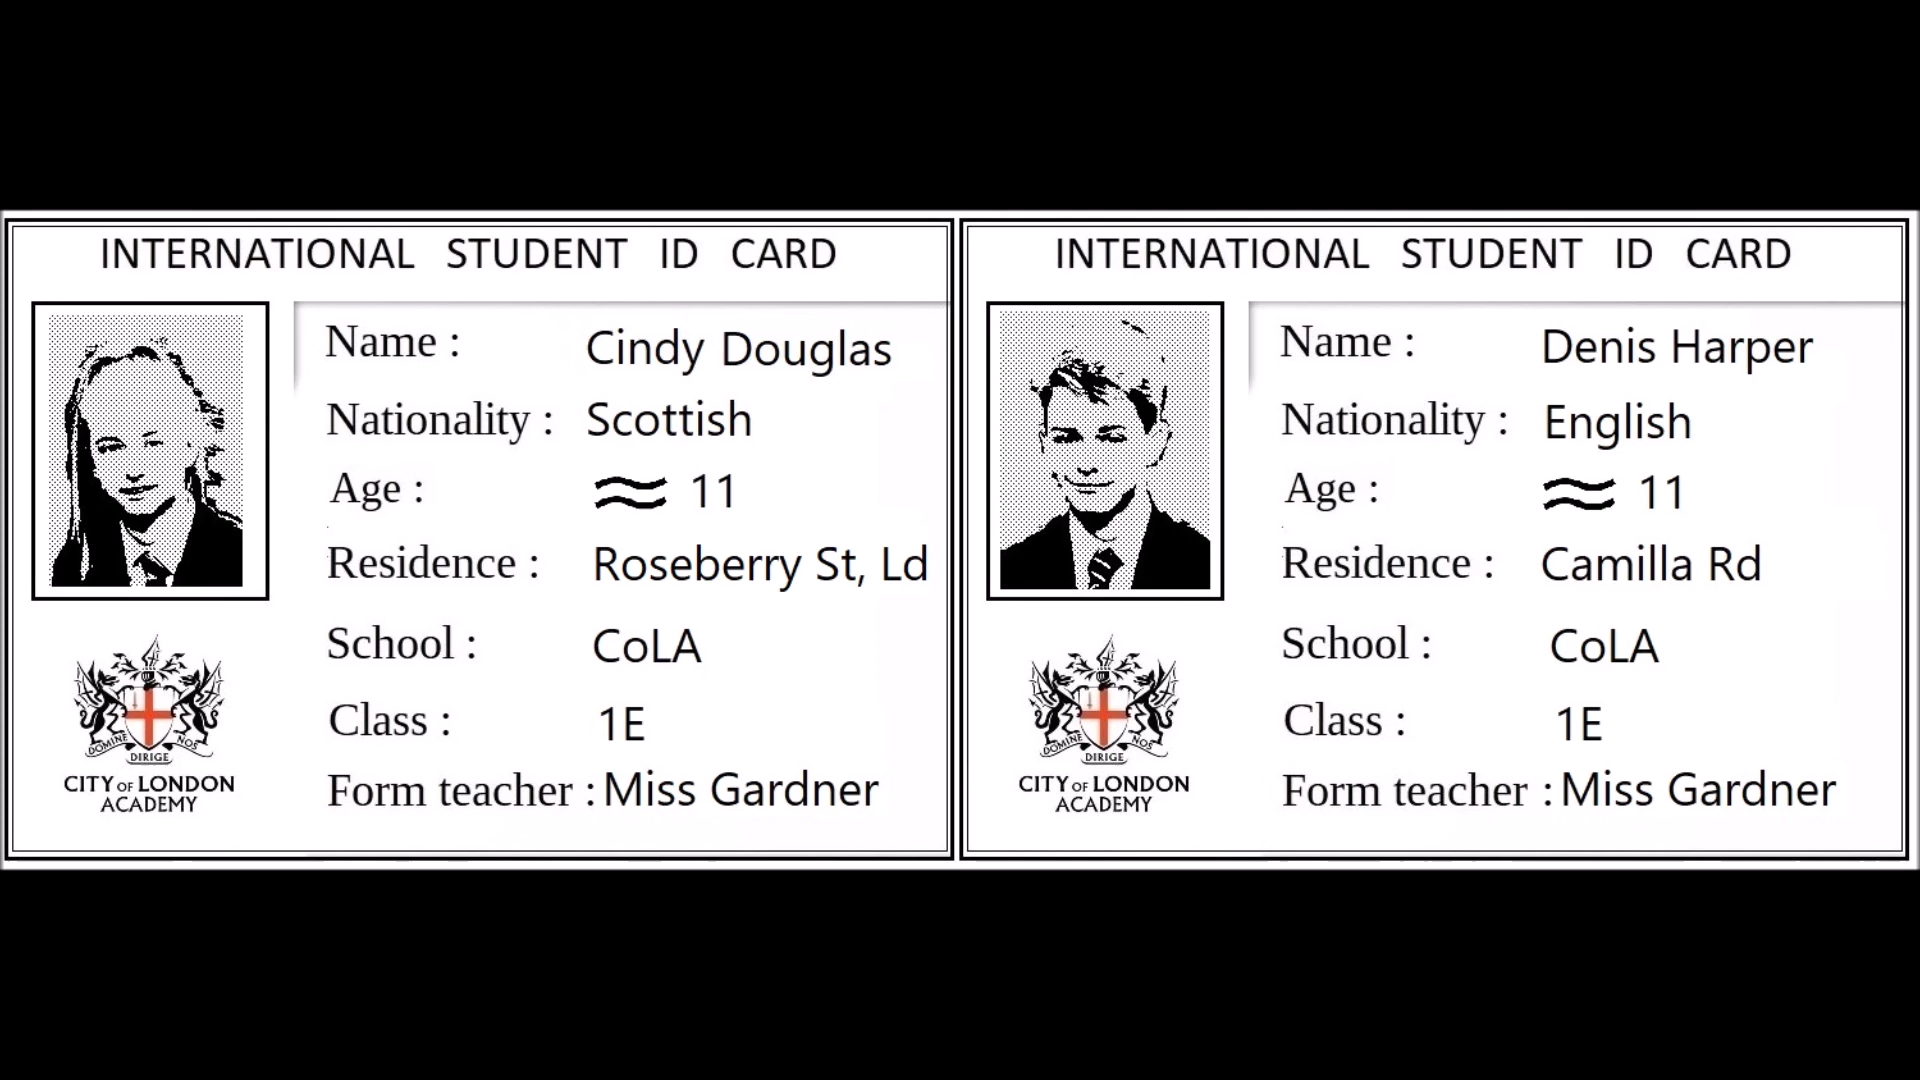 INTERNATIONAL STUDENT ID CARD
Name : Cindy Douglas
Nationality : Scottish
Age : ≈ 11
Residence : Roseberry St, Ld
School : CoLA
Class : 1E
Form teacher : Miss Gardner
DOMINE DIRIGE NOS
CITY OF LONDON
ACADEMY
INTERNATIONAL STUDENT ID CARD
Name : Denis Harper
Nationality : English
Age : ≈ 11
Residence : Camilla Rd
School : CoLA
Class : 1E
Form teacher : Miss Gardner
DOMINE DIRIGE NOS
CITY OF LONDON
ACADEMY